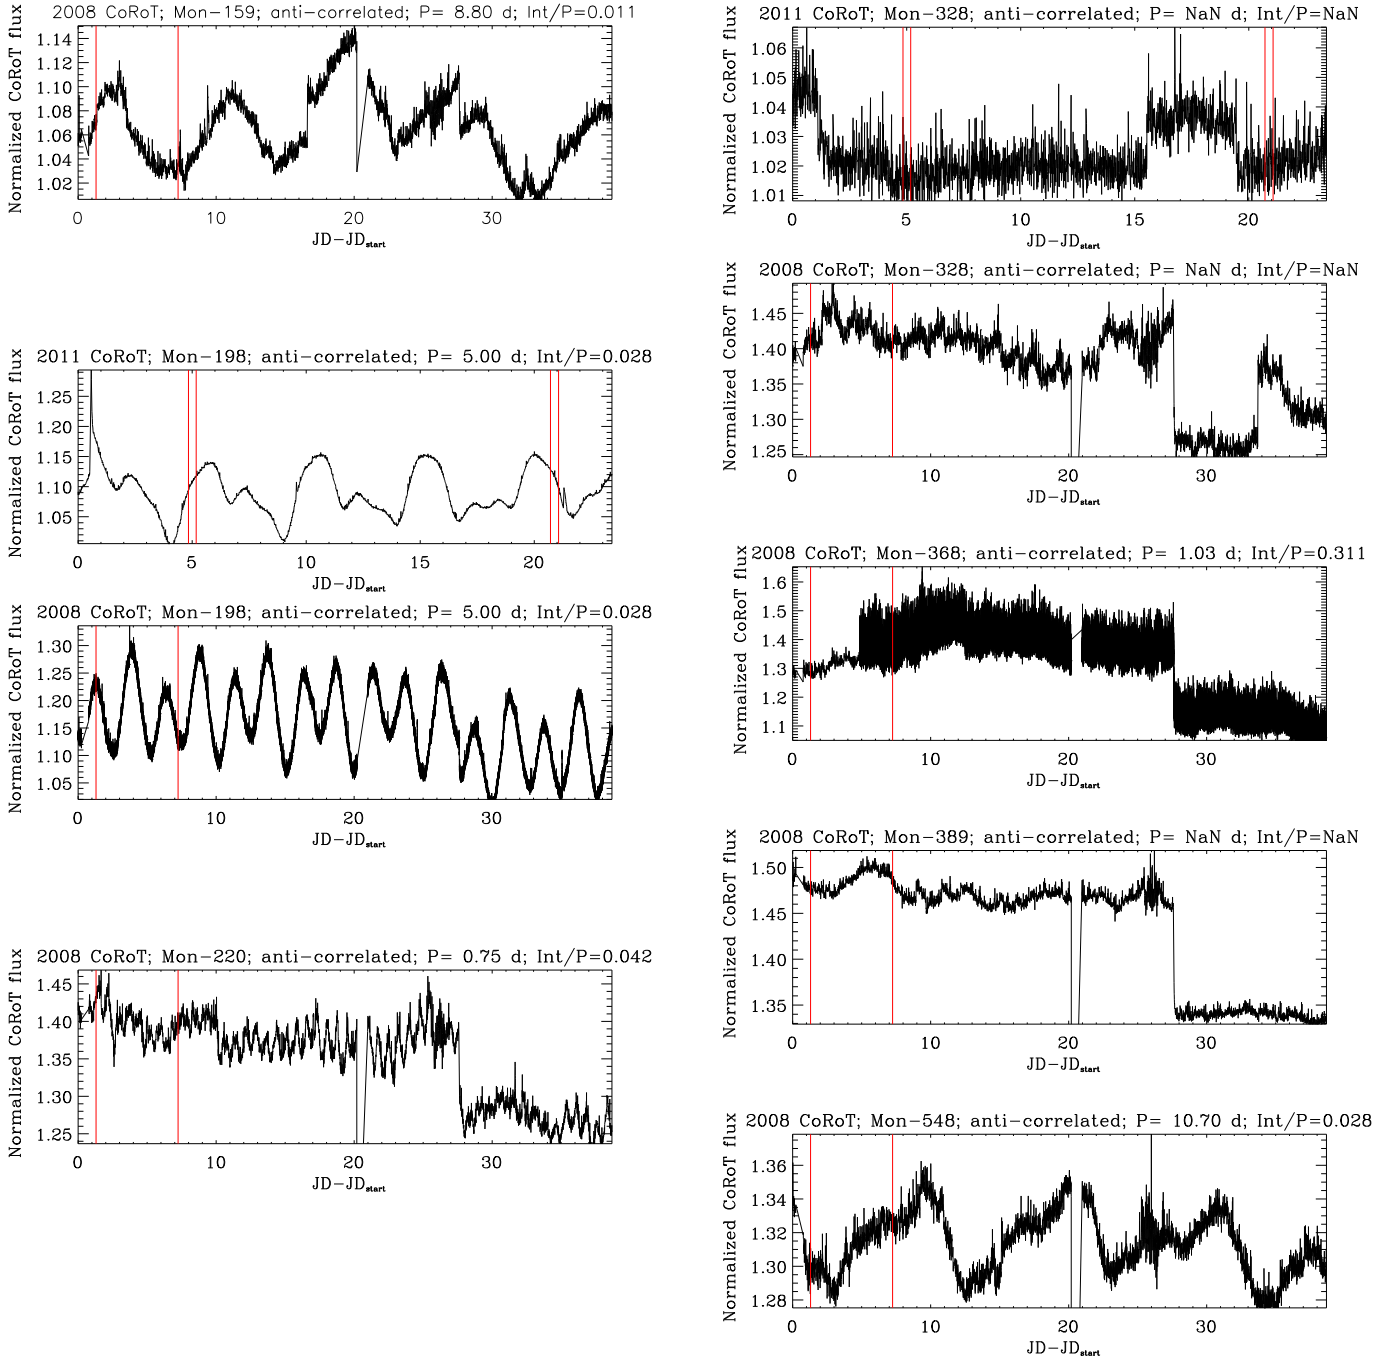 2008 CoRoT; Mon-159; anti-correlated; P= 8.80 d; Int/P=0.011
Normalized CoRoT flux
1.14
1.12
1.10
1.08
1.06
1.04
1.02
0 10 20 30
JD-JDstart
2011 CoRoT; Mon-198; anti-correlated; P= 5.00 d; Int/P=0.028
Normalized CoRoT flux
1.25
1.20
1.15
1.10
1.05
0 5 10 15 20
JD-JDstart
2008 CoRoT; Mon-198; anti-correlated; P= 5.00 d; Int/P=0.028
Normalized CoRoT flux
1.30
1.25
1.20
1.15
1.10
1.05
0 10 20 30
JD-JDstart
2008 CoRoT; Mon-220; anti-correlated; P= 0.75 d; Int/P=0.042
Normalized CoRoT flux
1.45
1.40
1.35
1.30
1.25
0 10 20 30
JD-JDstart
2011 CoRoT; Mon-328; anti-correlated; P= NaN d; Int/P=NaN
Normalized CoRoT flux
1.06
1.05
1.04
1.03
1.02
1.01
0 5 10 15 20
JD-JDstart
2008 CoRoT; Mon-328; anti-correlated; P= NaN d; Int/P=NaN
Normalized CoRoT flux
1.45
1.40
1.35
1.30
1.25
0 10 20 30
JD-JDstart
2008 CoRoT; Mon-368; anti-correlated; P= 1.03 d; Int/P=0.311
Normalized CoRoT flux
1.6
1.5
1.4
1.3
1.2
1.1
0 10 20 30
JD-JDstart
2008 CoRoT; Mon-389; anti-correlated; P= NaN d; Int/P=NaN
Normalized CoRoT flux
1.50
1.45
1.40
1.35
0 10 20 30
JD-JDstart
2008 CoRoT; Mon-548; anti-correlated; P= 10.70 d; Int/P=0.028
Normalized CoRoT flux
1.36
1.34
1.32
1.30
1.28
0 10 20 30
JD-JDstart